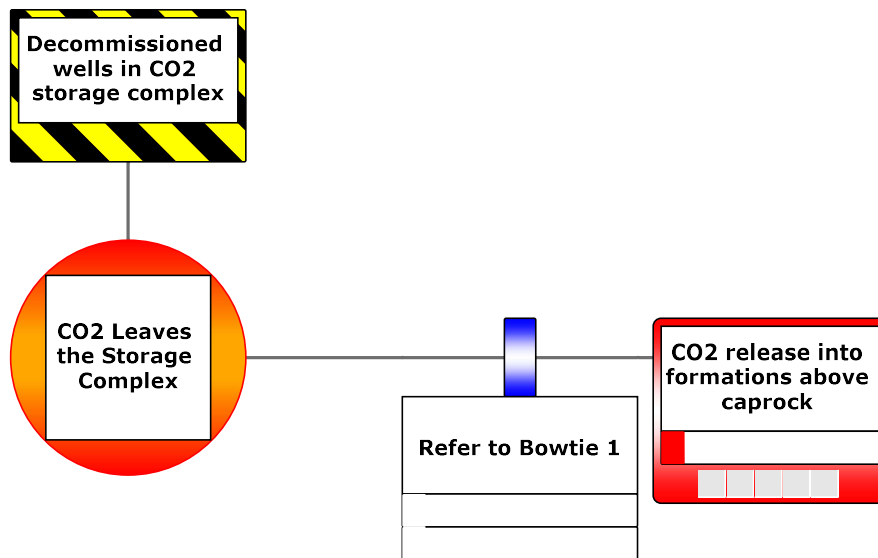 Decommissioned
wells in CO2
storage complex
CO2 Leaves
the Storage
Complex
Refer to Bowtie 1
CO2 release into
formations above
caprock